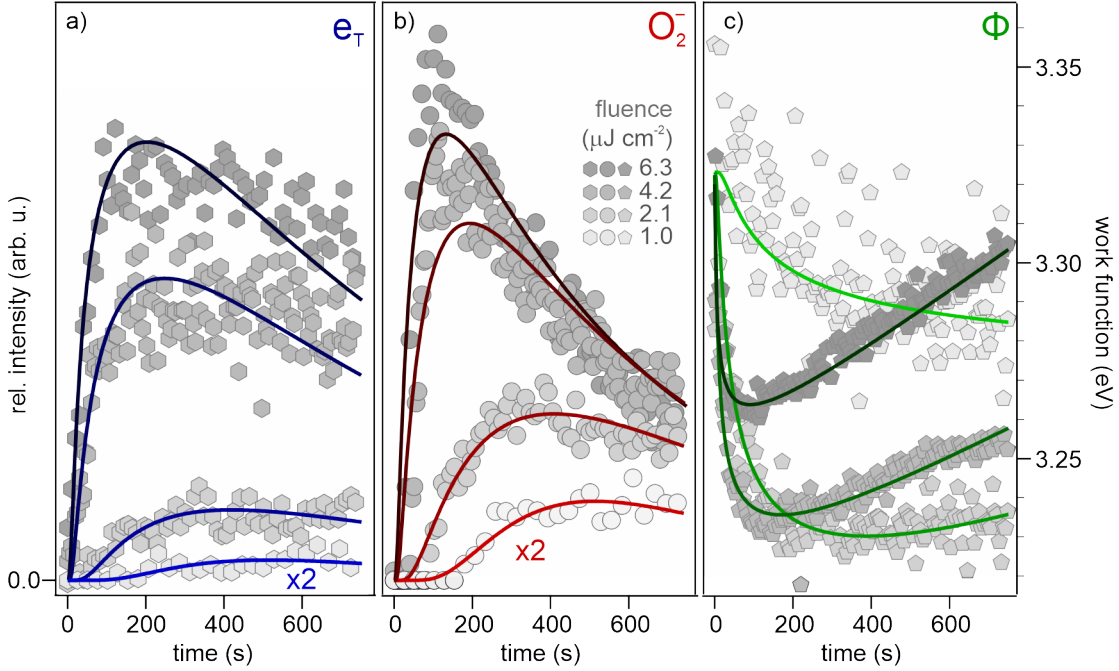 a)
e_T
b)
O₂⁻
c)
Φ
fluence
(μJ cm⁻²)
6.3
4.2
2.1
1.0
rel. intensity (arb. u.)
0.0
x2
x2
3.35
3.30
3.25
work function (eV)
0 200 400 600
0 200 400 600
0 200 400 600
time (s)
time (s)
time (s)